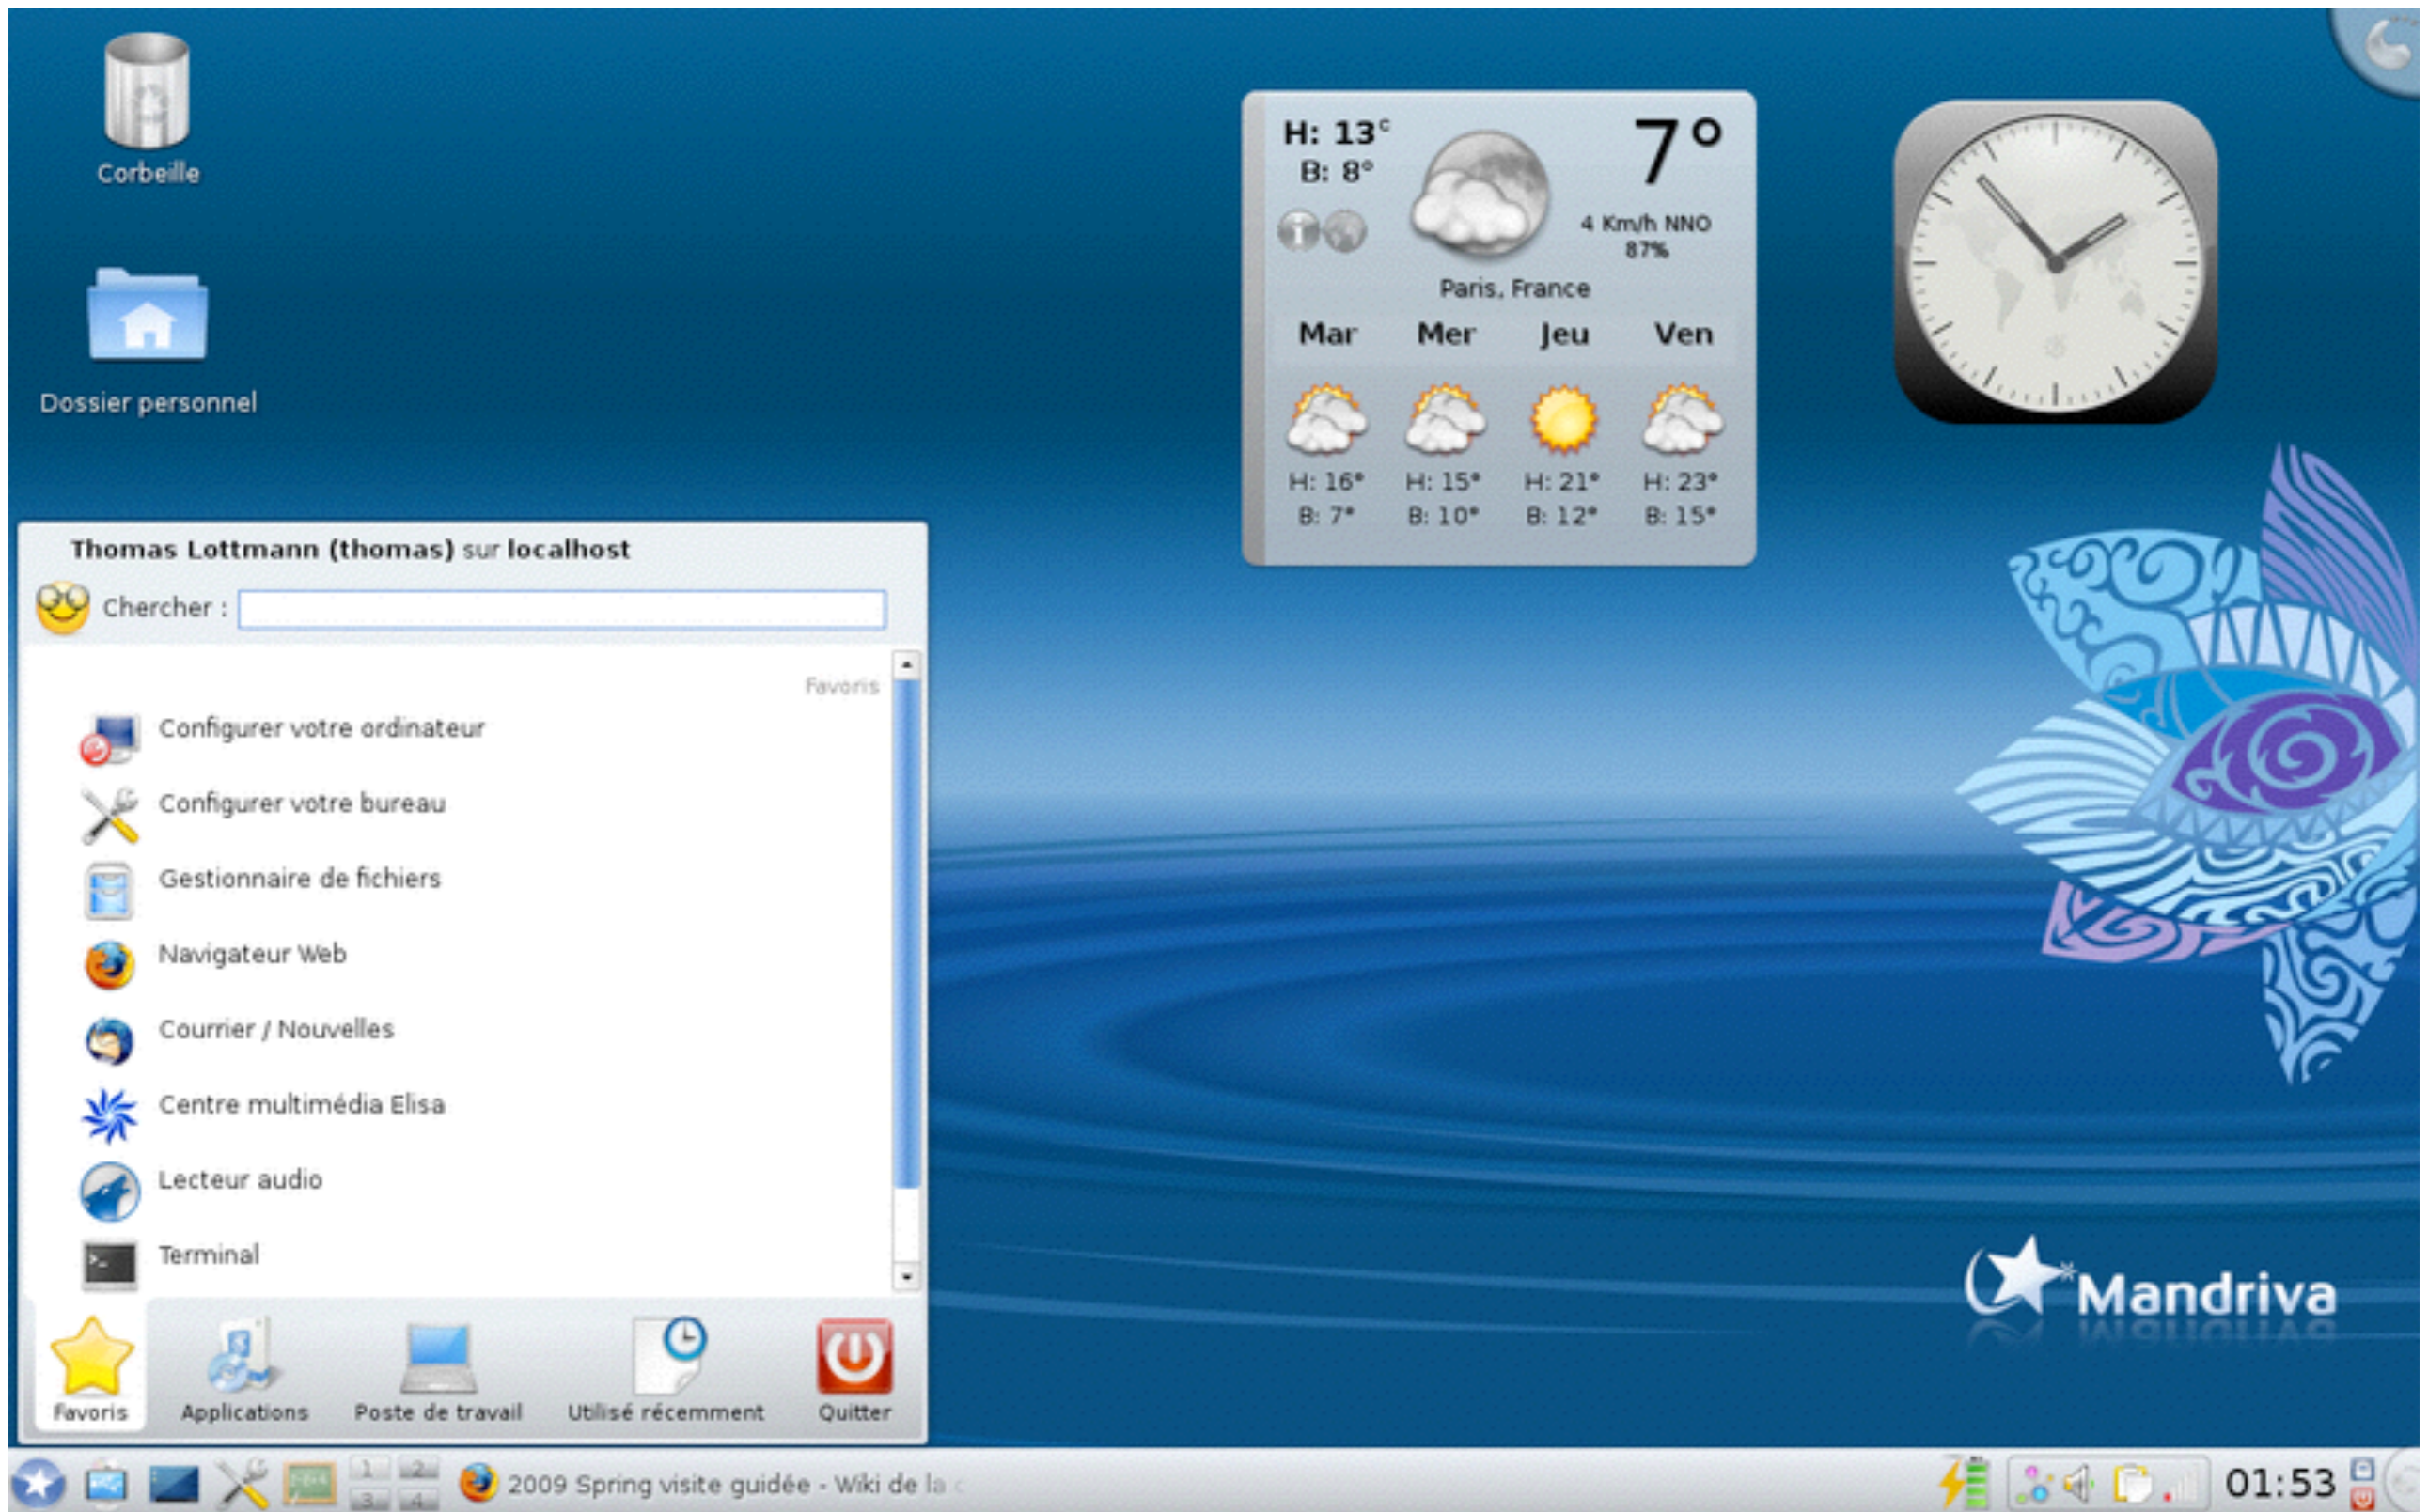 Corbeille
Dossier personnel
H: 13°
B: 8°
7°
4 Km/h NNO
87%
Paris, France
Mar Mer Jeu Ven
H: 16° H: 15° H: 21° H: 23°
B: 7° B: 10° B: 12° B: 15°
Thomas Lottmann (thomas) sur localhost
Chercher :
Favoris
Configurer votre ordinateur
Configurer votre bureau
Gestionnaire de fichiers
Navigateur Web
Courrier / Nouvelles
Centre multimédia Elisa
Lecteur audio
Terminal
Favoris Applications Poste de travail Utilisé récemment Quitter
Mandriva
1 2
3 4
2009 Spring visite guidée - Wiki de la
01:53